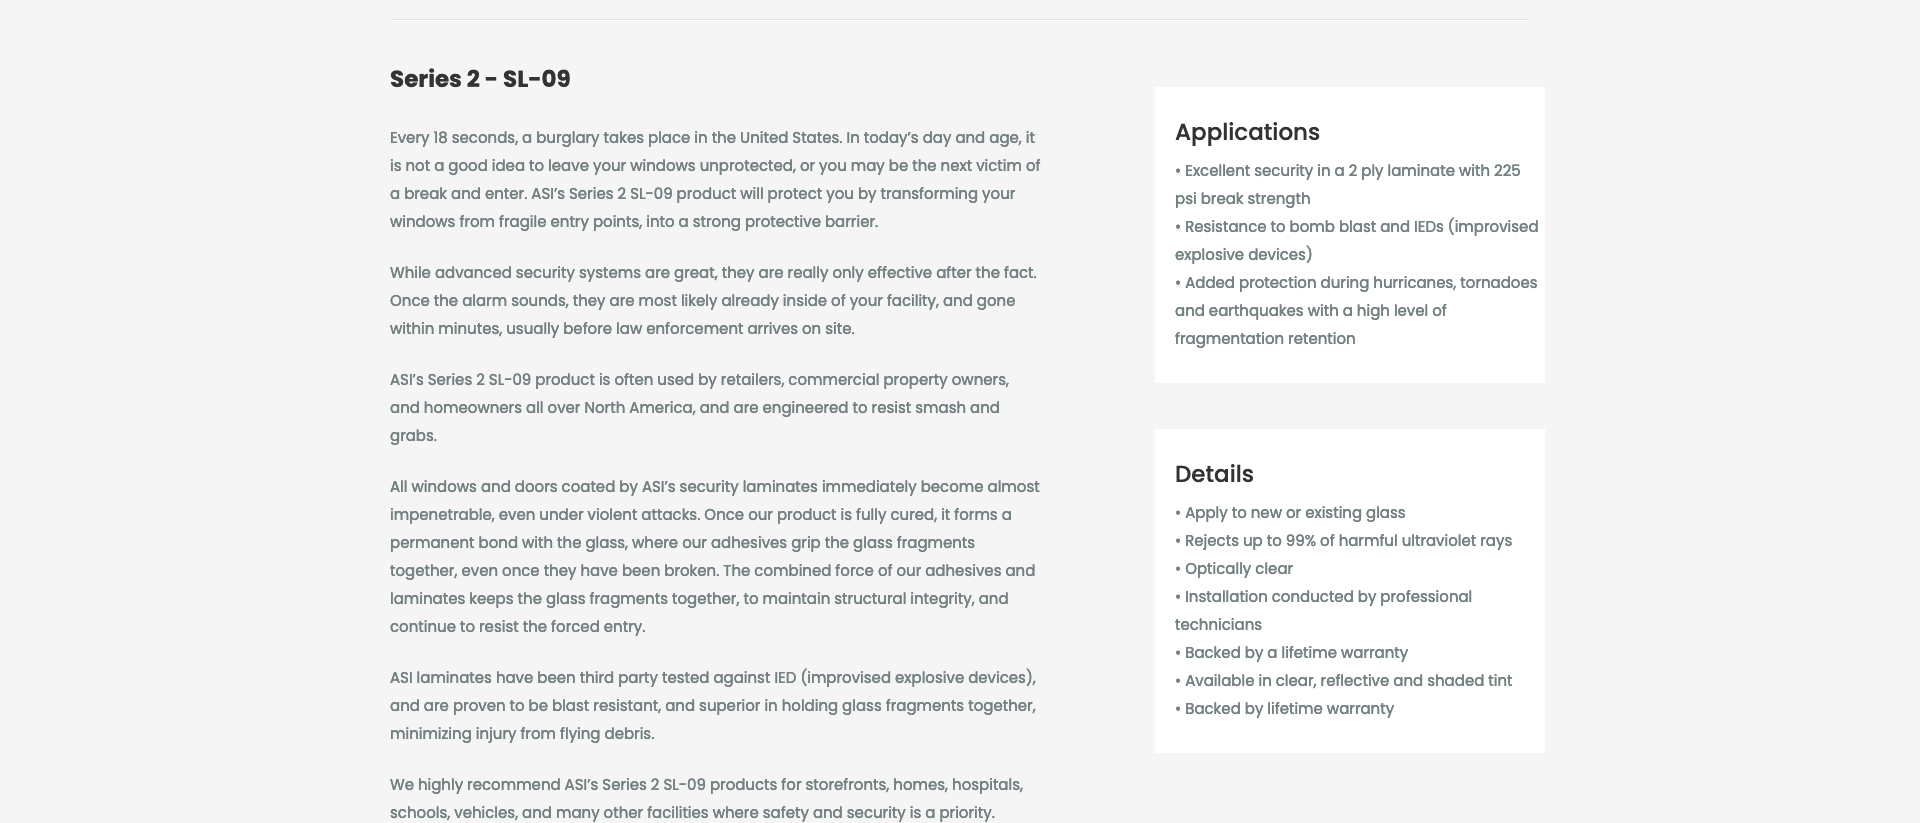 Series 2 - SL-09
Every 18 seconds, a burglary takes place in the United States. In today’s day and age, it
is not a good idea to leave your windows unprotected, or you may be the next victim of
a break and enter. ASI’s Series 2 SL-09 product will protect you by transforming your
windows from fragile entry points, into a strong protective barrier.
While advanced security systems are great, they are really only effective after the fact.
Once the alarm sounds, they are most likely already inside of your facility, and gone
within minutes, usually before law enforcement arrives on site.
ASI’s Series 2 SL-09 product is often used by retailers, commercial property owners,
and homeowners all over North America, and are engineered to resist smash and
grabs.
All windows and doors coated by ASI’s security laminates immediately become almost
impenetrable, even under violent attacks. Once our product is fully cured, it forms a
permanent bond with the glass, where our adhesives grip the glass fragments
together, even once they have been broken. The combined force of our adhesives and
laminates keeps the glass fragments together, to maintain structural integrity, and
continue to resist the forced entry.
ASI laminates have been third party tested against IED (improvised explosive devices),
and are proven to be blast resistant, and superior in holding glass fragments together,
minimizing injury from flying debris.
We highly recommend ASI’s Series 2 SL-09 products for storefronts, homes, hospitals,
schools, vehicles, and many other facilities where safety and security is a priority.
Applications
• Excellent security in a 2 ply laminate with 225
psi break strength
• Resistance to bomb blast and IEDs (improvised
explosive devices)
• Added protection during hurricanes, tornadoes
and earthquakes with a high level of
fragmentation retention
Details
• Apply to new or existing glass
• Rejects up to 99% of harmful ultraviolet rays
• Optically clear
• Installation conducted by professional
technicians
• Backed by a lifetime warranty
• Available in clear, reflective and shaded tint
• Backed by lifetime warranty